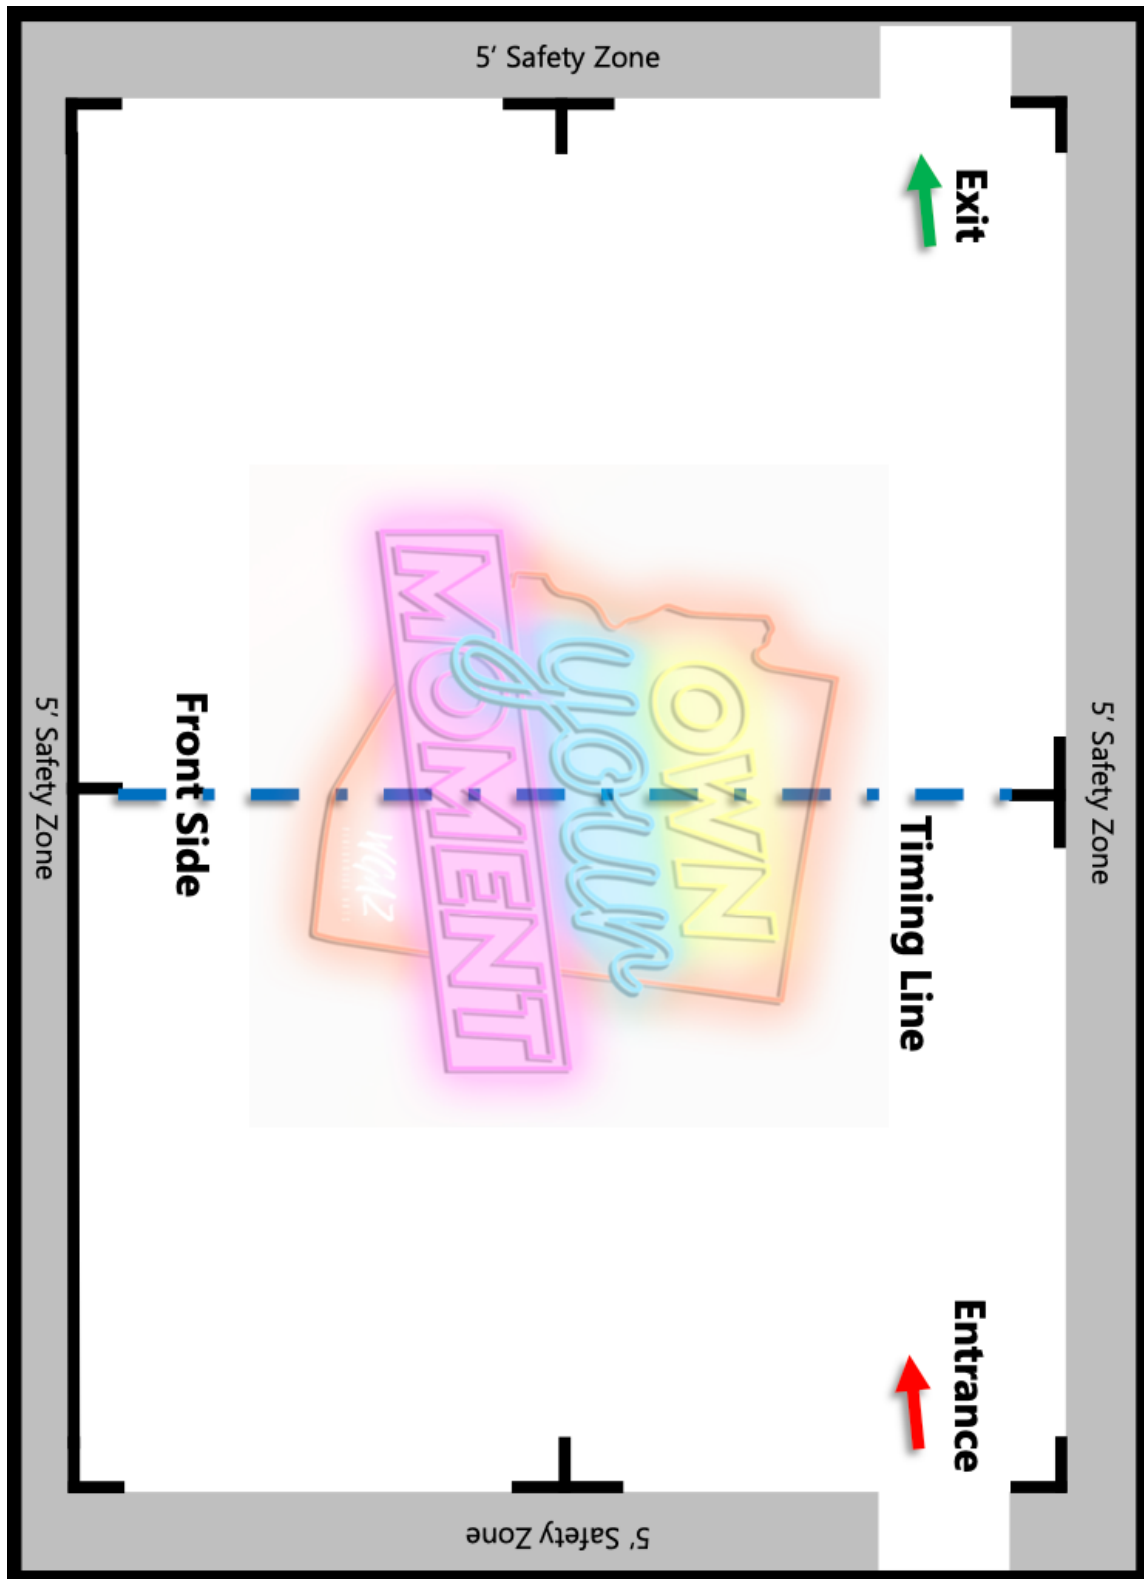 5' Safety Zone
Exit
OWN
your
MOMENT
WGAZ
5' Safety Zone
Front Side
Timing Line
5' Safety Zone
Entrance
5' Safety Zone